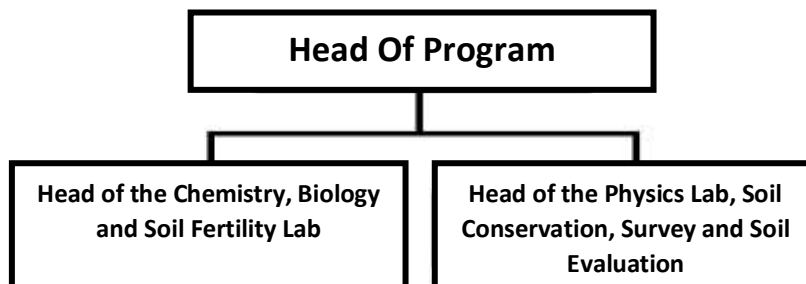 Head Of Program
Head of the Chemistry, Biology
and Soil Fertility Lab
Head of the Physics Lab, Soil
Conservation, Survey and Soil
Evaluation